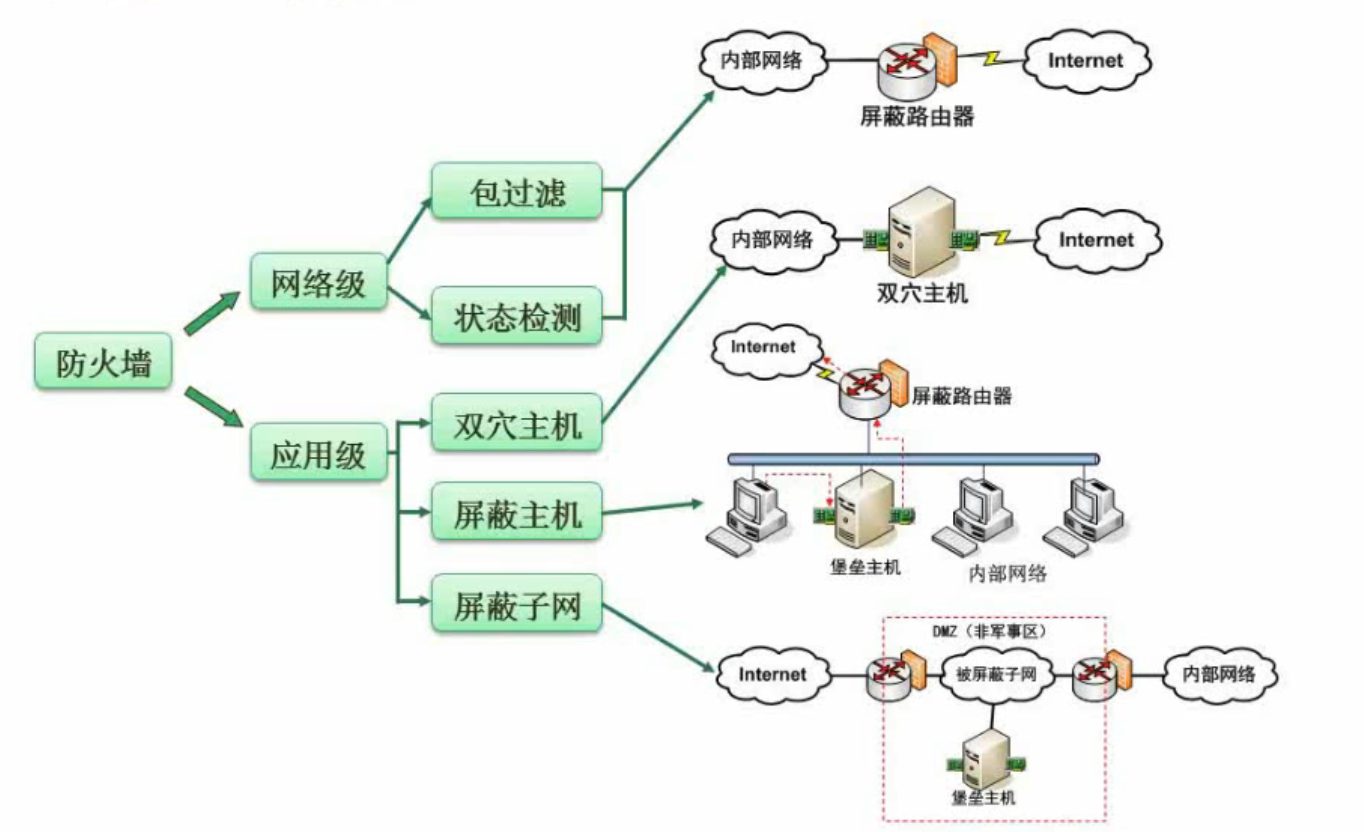 防火墙
网络级
应用级
包过滤
状态检测
双穴主机
屏蔽主机
屏蔽子网
内部网络
Internet
屏蔽路由器
内部网络
Internet
双穴主机
Internet
屏蔽路由器
堡垒主机
内部网络
DMZ（非军事区）
Internet
被屏蔽子网
内部网络
堡垒主机